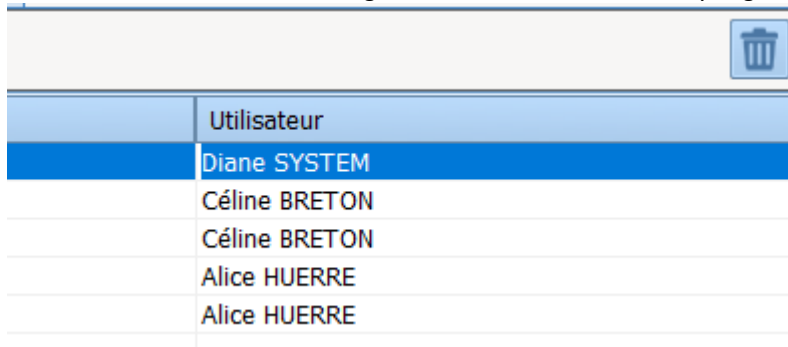 Utilisateur
Diane SYSTEM
Céline BRETON
Céline BRETON
Alice HUERRE
Alice HUERRE